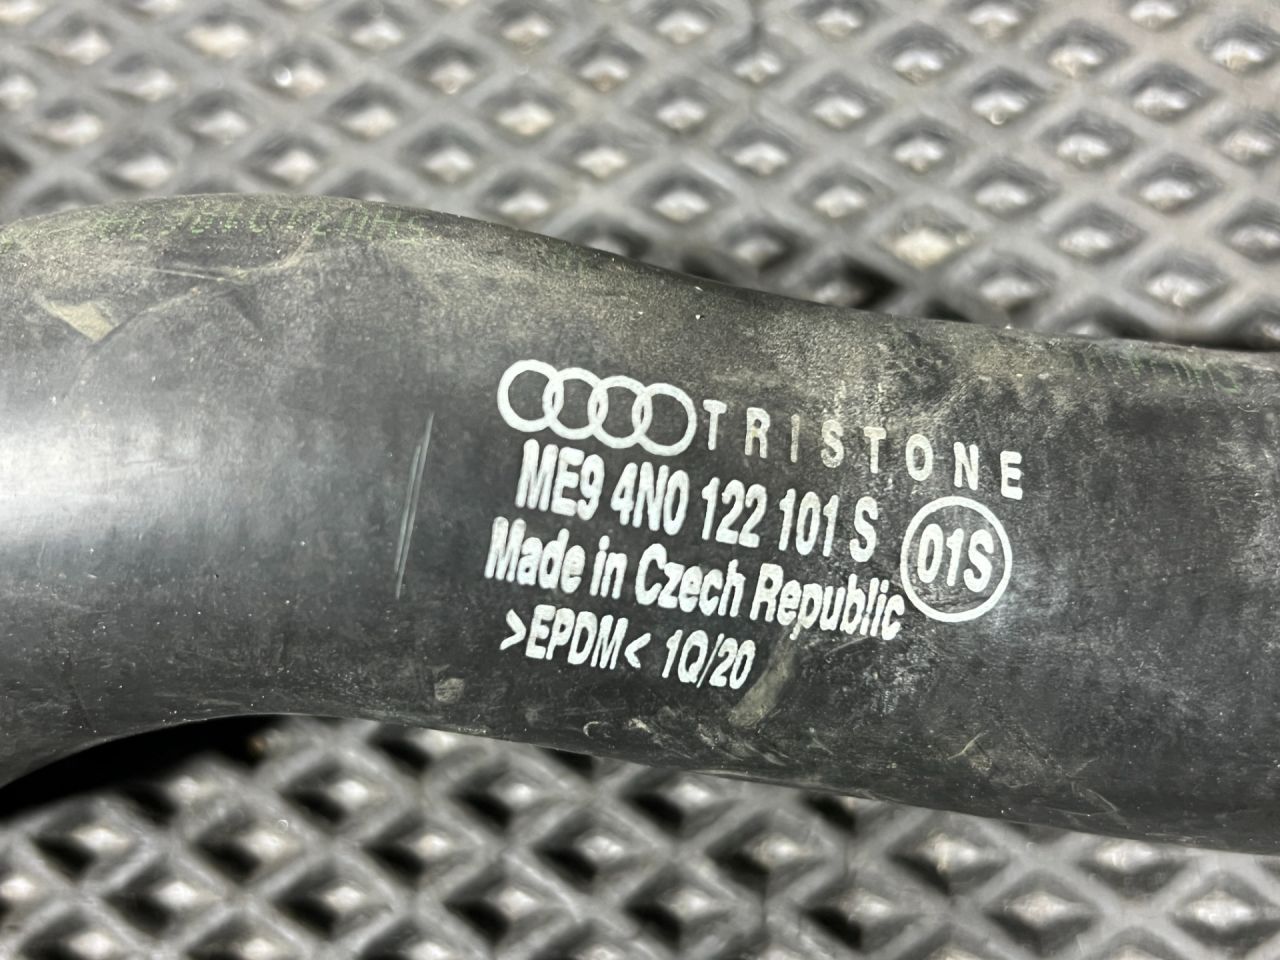 TRISTONE
ME9 4N0 122 101 S
01S
Made in Czech Republic
>EPDM< 1Q/20